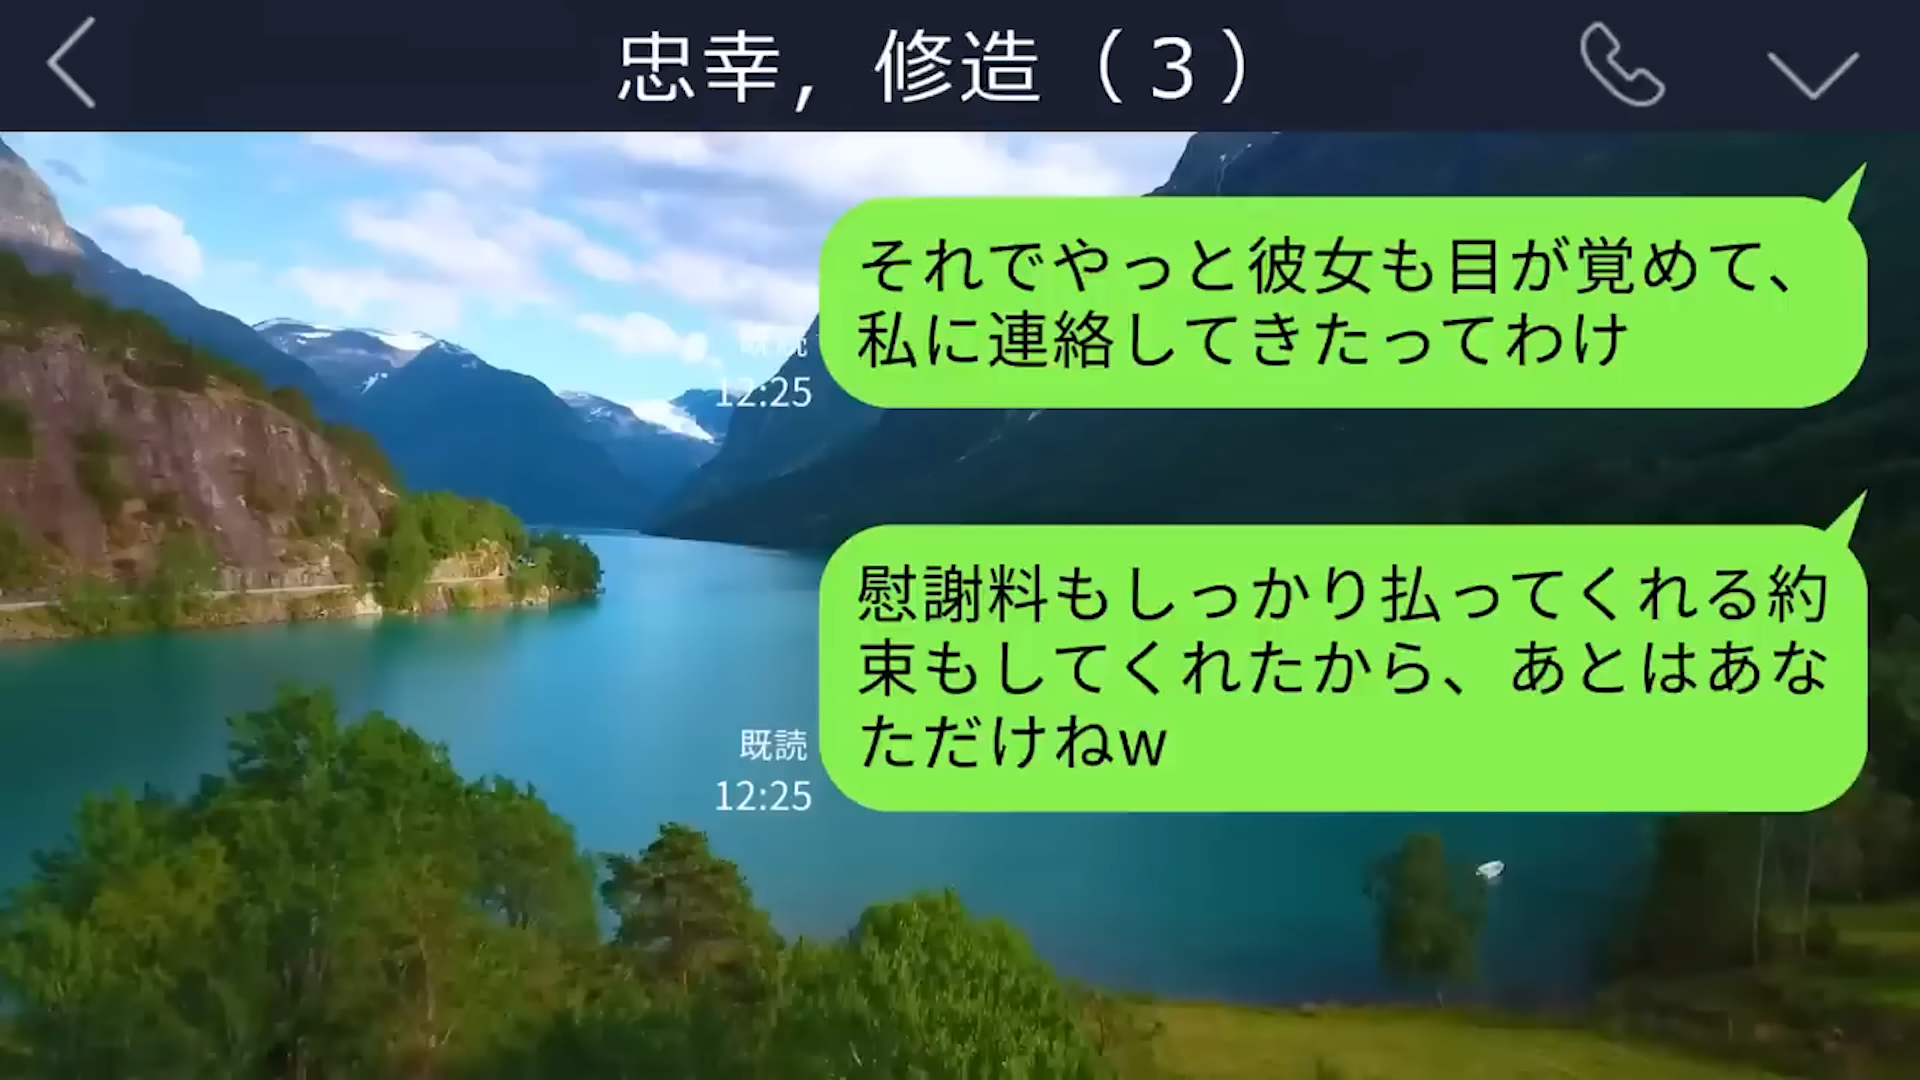 忠幸，修造（３）
それでやっと彼女も目が覚めて、
私に連絡してきたってわけ
既読
12:25
慰謝料もしっかり払ってくれる約
束もしてくれたから、あとはあな
ただけねw
既読
12:25